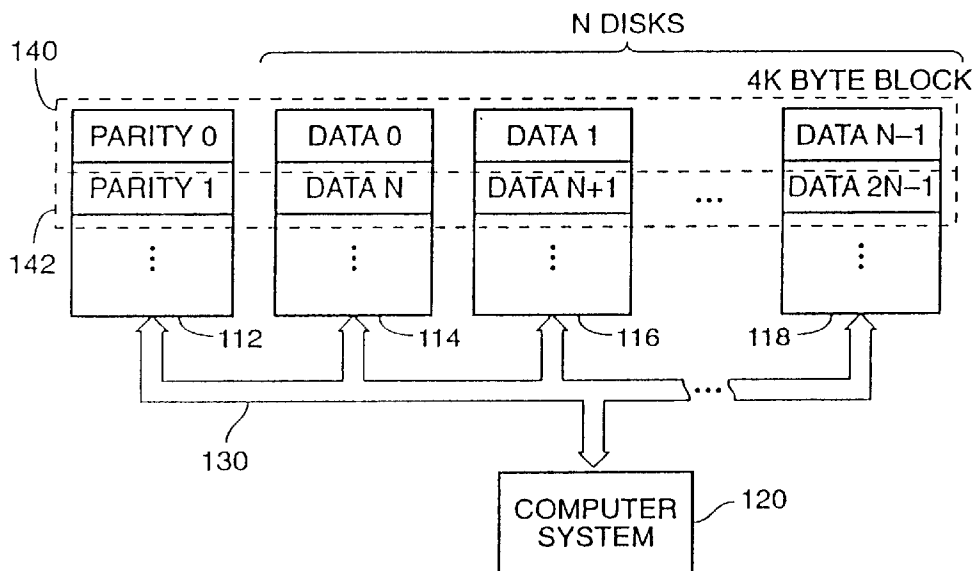 N DISKS
140
4K BYTE BLOCK
PARITY 0 DATA 0 DATA 1 DATA N–1
PARITY 1 DATA N DATA N+1 ... DATA 2N–1
142
112 114 116 118
...
130
COMPUTER
SYSTEM
120